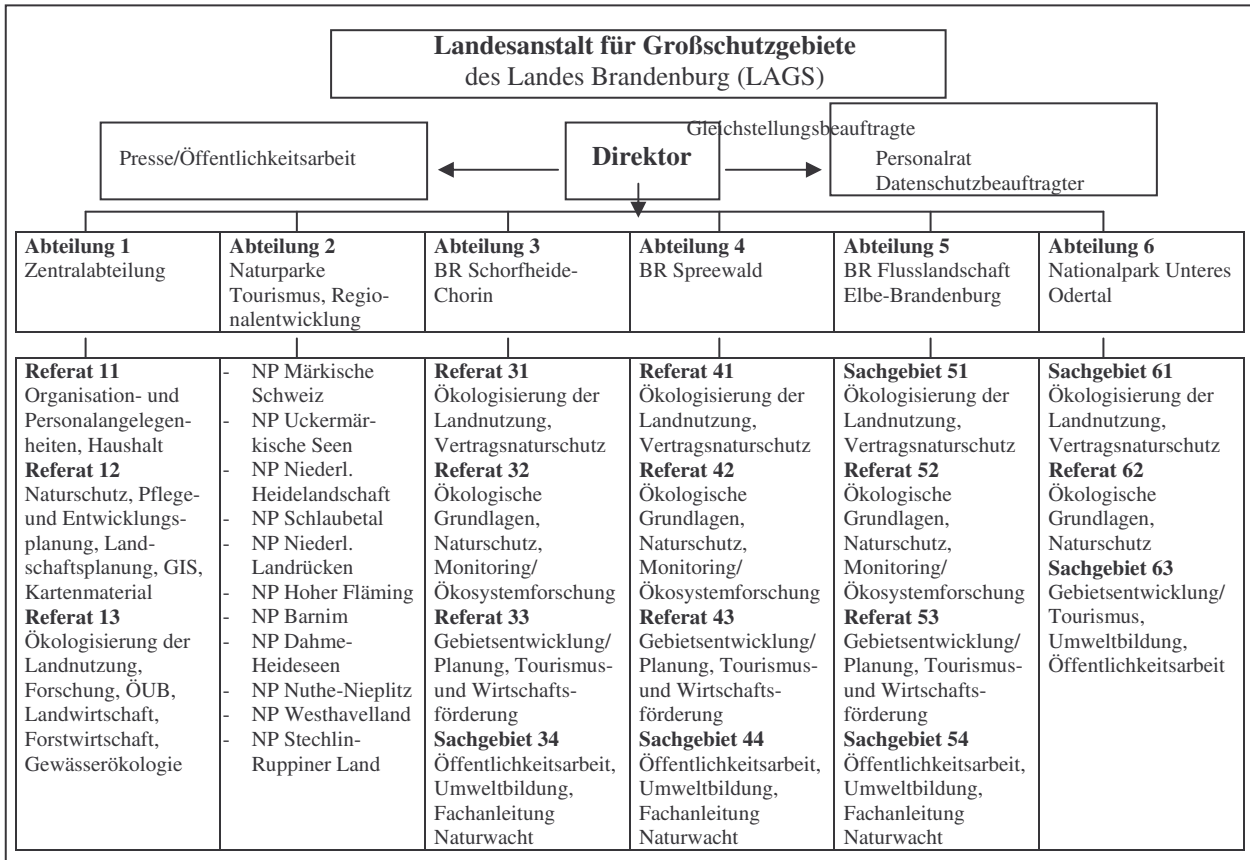 Landesanstalt für Großschutzgebiete
des Landes Brandenburg (LAGS)
Presse/Öffentlichkeitsarbeit
Direktor
Gleichstellungsbeauftragte
Personalrat
Datenschutzbeauftragter
Abteilung 1
Zentralabteilung
Abteilung 2
Naturparke
Tourismus, Regio-
nalentwicklung
Abteilung 3
BR Schorfheide-
Chorin
Abteilung 4
BR Spreewald
Abteilung 5
BR Flusslandschaft
Elbe-Brandenburg
Abteilung 6
Nationalpark Unteres
Odertal
Referat 11
Organisation- und
Personalangelegen-
heiten, Haushalt
Referat 12
Naturschutz, Pflege-
und Entwicklungs-
planung, Land-
schaftsplanung, GIS,
Kartenmaterial
Referat 13
Ökologisierung der
Landnutzung,
Forschung, ÖUB,
Landwirtschaft,
Forstwirtschaft,
Gewässerökologie
- NP Märkische
Schweiz
- NP Uckermär-
kische Seen
- NP Niederl.
Heidelandschaft
- NP Schlaubetal
- NP Niederl.
Landrücken
- NP Hoher Fläming
- NP Barnim
- NP Dahme-
Heideseen
- NP Nuthe-Nieplitz
- NP Westhavelland
- NP Stechlin-
Ruppiner Land
Referat 31
Ökologisierung der
Landnutzung,
Vertragsnaturschutz
Referat 32
Ökologische
Grundlagen,
Naturschutz,
Monitoring/
Ökosystemforschung
Referat 33
Gebietsentwicklung/
Planung, Tourismus-
und Wirtschafts-
förderung
Sachgebiet 34
Öffentlichkeitsarbeit,
Umweltbildung,
Fachanleitung
Naturwacht
Referat 41
Ökologisierung der
Landnutzung,
Vertragsnaturschutz
Referat 42
Ökologische
Grundlagen,
Naturschutz,
Monitoring/
Ökosystemforschung
Referat 43
Gebietsentwicklung/
Planung, Tourismus-
und Wirtschafts-
förderung
Sachgebiet 44
Öffentlichkeitsarbeit,
Umweltbildung,
Fachanleitung
Naturwacht
Sachgebiet 51
Ökologisierung der
Landnutzung,
Vertragsnaturschutz
Referat 52
Ökologische
Grundlagen,
Naturschutz,
Monitoring/
Ökosystemforschung
Referat 53
Gebietsentwicklung/
Planung, Tourismus-
und Wirtschafts-
förderung
Sachgebiet 54
Öffentlichkeitsarbeit,
Umweltbildung,
Fachanleitung
Naturwacht
Sachgebiet 61
Ökologisierung der
Landnutzung,
Vertragsnaturschutz
Referat 62
Ökologische
Grundlagen,
Naturschutz
Sachgebiet 63
Gebietsentwicklung/
Tourismus,
Umweltbildung,
Öffentlichkeitsarbeit